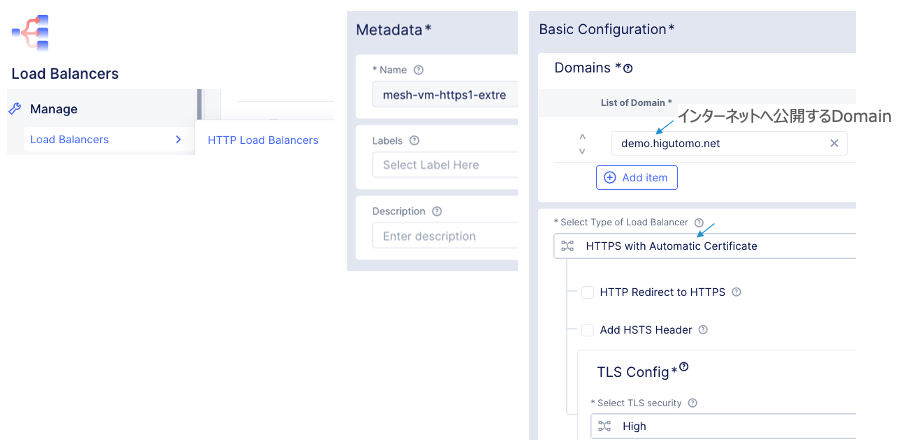 Load Balancers
Manage
Load Balancers
HTTP Load Balancers
Metadata*
* Name
mesh-vm-https1-extre
Labels
Select Label Here
Description
Enter description
Basic Configuration*
Domains *
List of Domain *
インターネットへ公開するDomain
demo.higutomo.net
Add item
* Select Type of Load Balancer
HTTPS with Automatic Certificate
HTTP Redirect to HTTPS
Add HSTS Header
TLS Config*
* Select TLS security
High